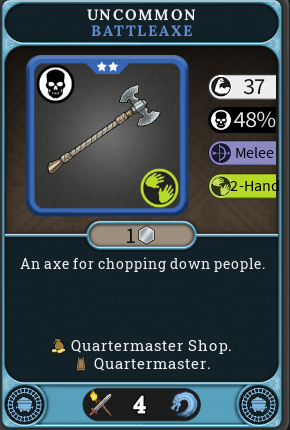 UNCOMMON
BATTLEAXE
37
48%
Melee
2-Hand
1
An axe for chopping down people.
Quartermaster Shop.
Quartermaster.
4